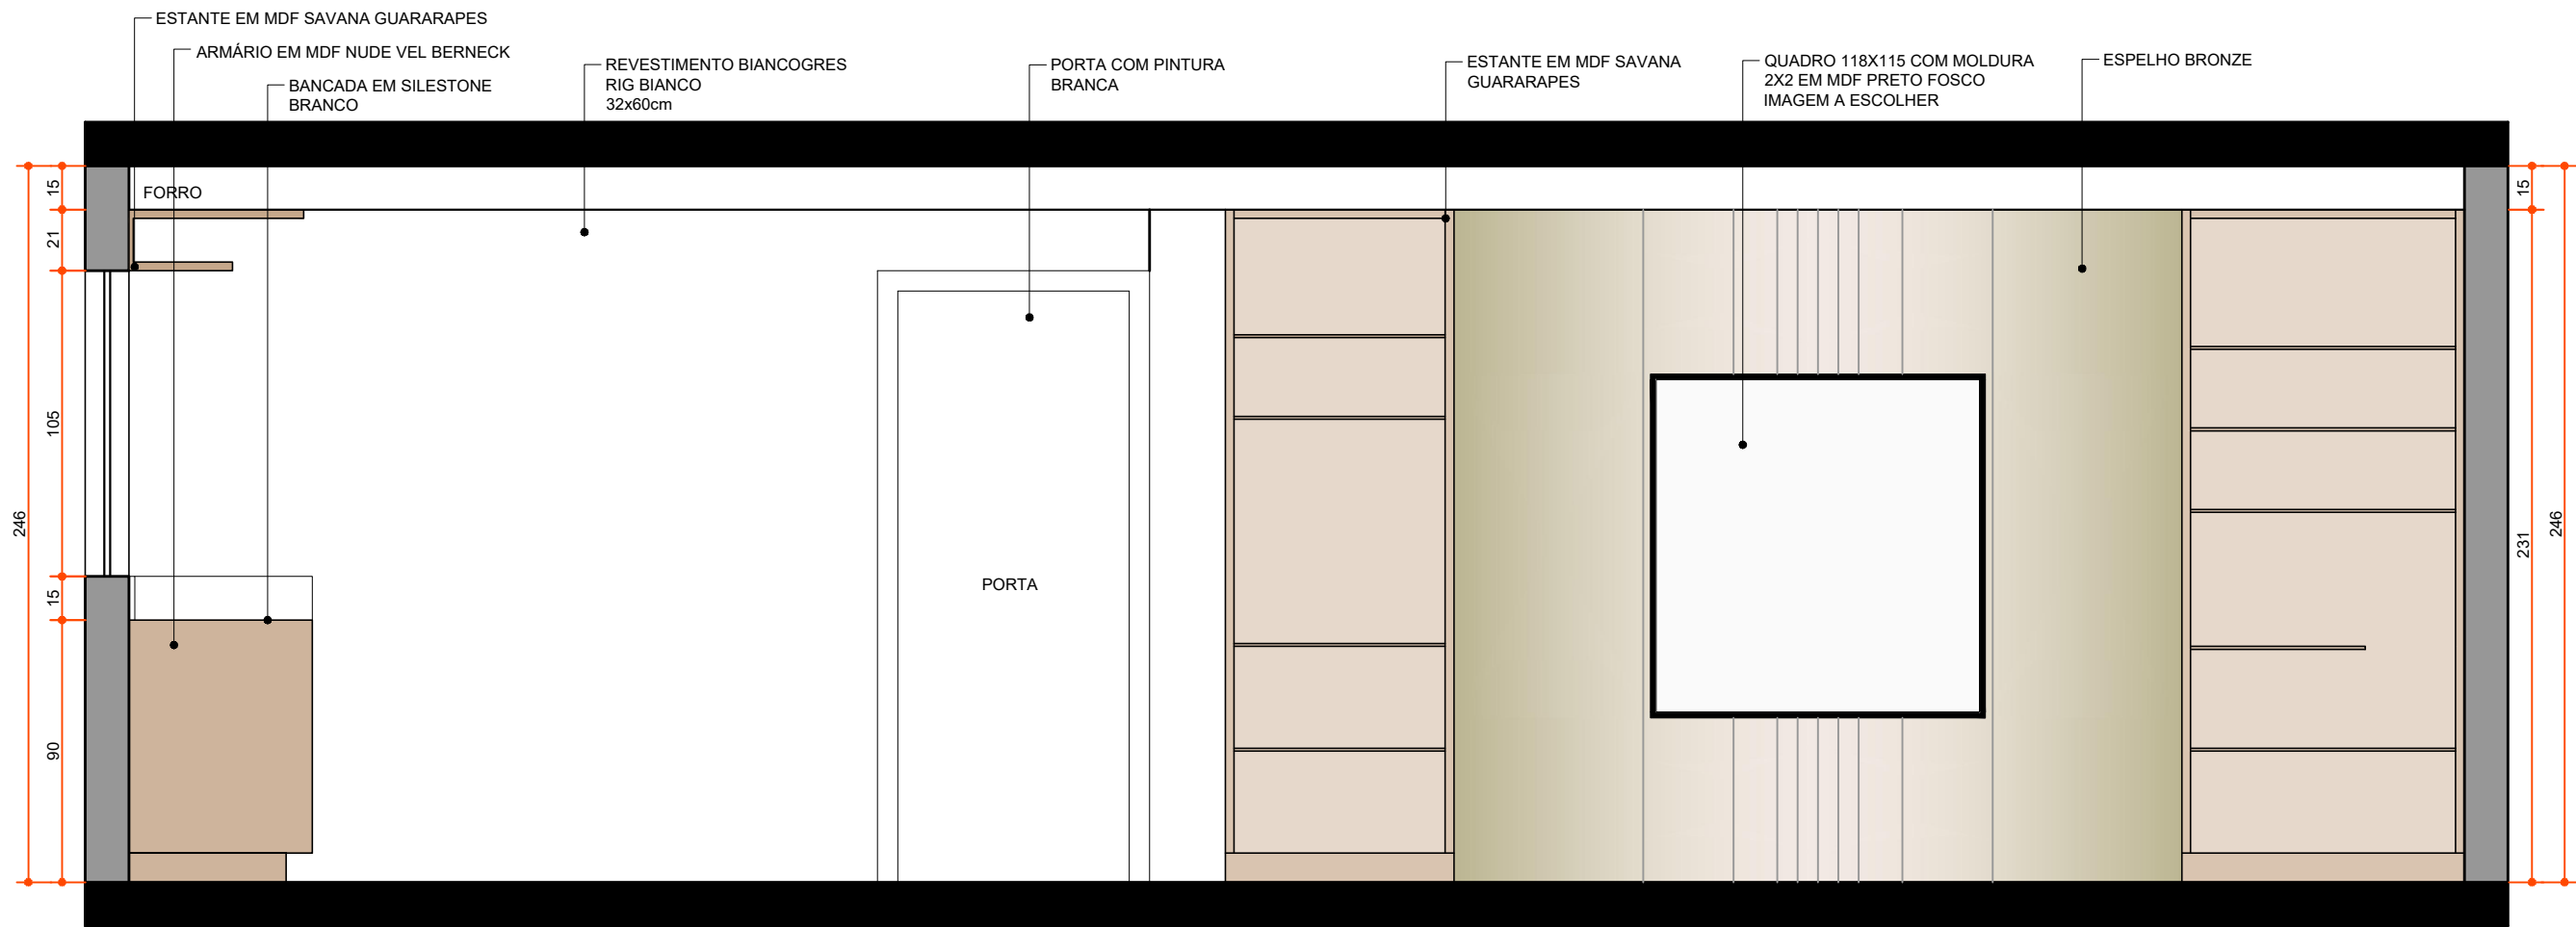 ESTANTE EM MDF SAVANA GUARARAPES
ARMÁRIO EM MDF NUDE VEL BERNECK
BANCADA EM SILESTONE
BRANCO
REVESTIMENTO BIANCOGRES
RIG BIANCO
32x60cm
PORTA COM PINTURA
BRANCA
ESTANTE EM MDF SAVANA
GUARARAPES
QUADRO 118X115 COM MOLDURA
2X2 EM MDF PRETO FOSCO
IMAGEM A ESCOLHER
ESPELHO BRONZE
FORRO
PORTA
246
15
21
105
15
90
15
231
246